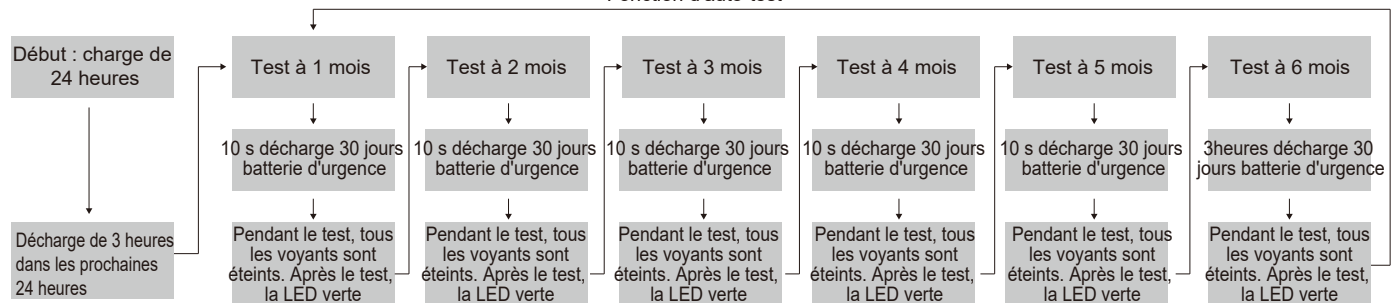 Fonction d'auto-test
Début : charge de
24 heures
Décharge de 3 heures
dans les prochaines
24 heures
Test à 1 mois
10 s décharge 30 jours
batterie d'urgence
Pendant le test, tous
les voyants sont
éteints. Après le test,
la LED verte
Test à 2 mois
10 s décharge 30 jours
batterie d'urgence
Pendant le test, tous
les voyants sont
éteints. Après le test,
la LED verte
Test à 3 mois
10 s décharge 30 jours
batterie d'urgence
Pendant le test, tous
les voyants sont
éteints. Après le test,
la LED verte
Test à 4 mois
10 s décharge 30 jours
batterie d'urgence
Pendant le test, tous
les voyants sont
éteints. Après le test,
la LED verte
Test à 5 mois
10 s décharge 30 jours
batterie d'urgence
Pendant le test, tous
les voyants sont
éteints. Après le test,
la LED verte
Test à 6 mois
3heures décharge 30
jours batterie d'urgence
Pendant le test, tous
les voyants sont
éteints. Après le test,
la LED verte